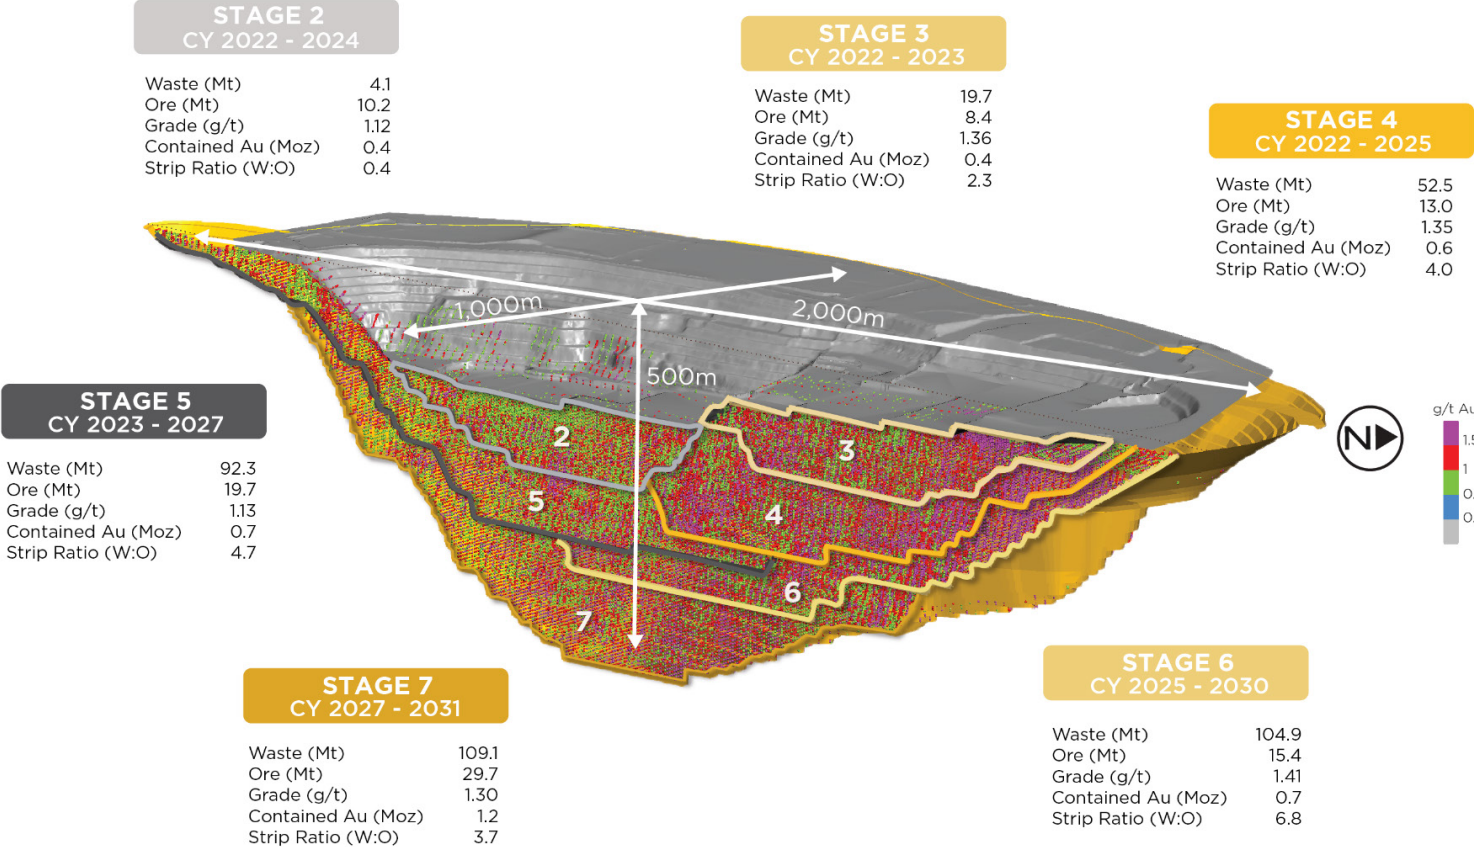 STAGE 2
CY 2022 - 2024
Waste (Mt) 4.1
Ore (Mt) 10.2
Grade (g/t) 1.12
Contained Au (Moz) 0.4
Strip Ratio (W:O) 0.4
STAGE 3
CY 2022 - 2023
Waste (Mt) 19.7
Ore (Mt) 8.4
Grade (g/t) 1.36
Contained Au (Moz) 0.4
Strip Ratio (W:O) 2.3
STAGE 4
CY 2022 - 2025
Waste (Mt) 52.5
Ore (Mt) 13.0
Grade (g/t) 1.35
Contained Au (Moz) 0.6
Strip Ratio (W:O) 4.0
1,000m
2,000m
500m
2
3
4
5
6
7
N
g/t Au
1.5
1
0.
0.
STAGE 5
CY 2023 - 2027
Waste (Mt) 92.3
Ore (Mt) 19.7
Grade (g/t) 1.13
Contained Au (Moz) 0.7
Strip Ratio (W:O) 4.7
STAGE 7
CY 2027 - 2031
Waste (Mt) 109.1
Ore (Mt) 29.7
Grade (g/t) 1.30
Contained Au (Moz) 1.2
Strip Ratio (W:O) 3.7
STAGE 6
CY 2025 - 2030
Waste (Mt) 104.9
Ore (Mt) 15.4
Grade (g/t) 1.41
Contained Au (Moz) 0.7
Strip Ratio (W:O) 6.8